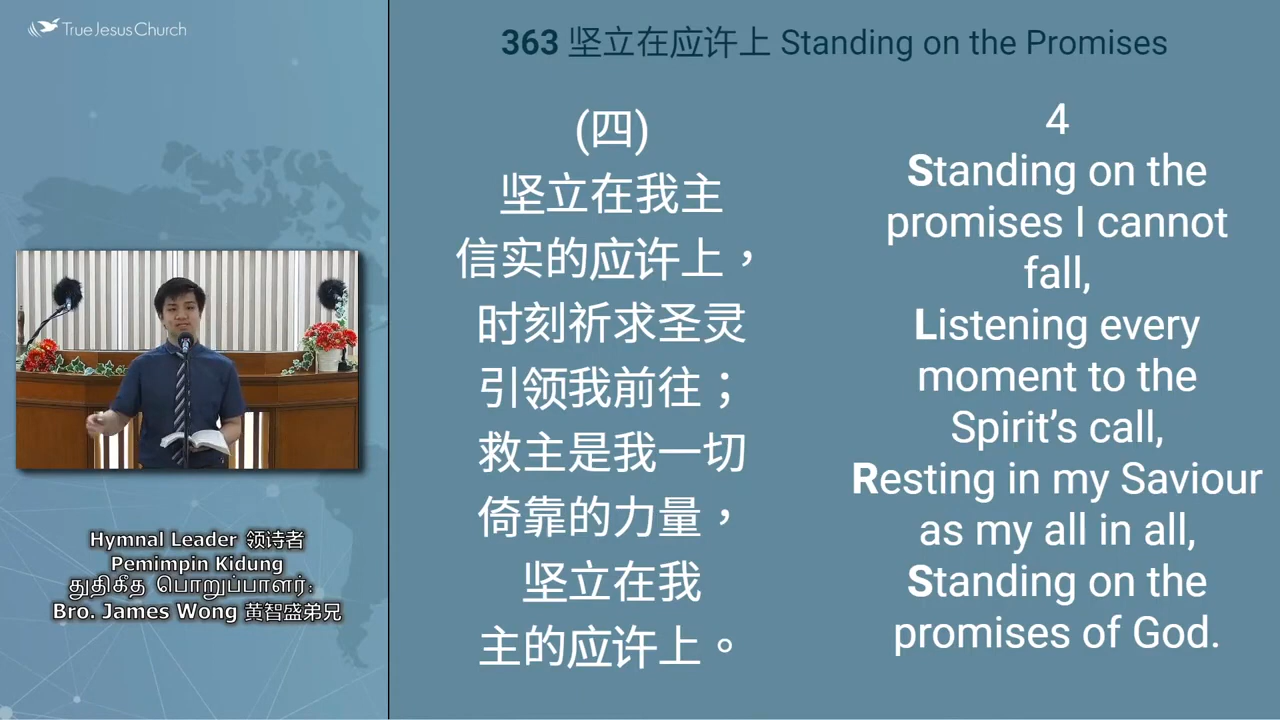 True Jesus Church
363 坚立在应许上 Standing on the Promises
(四)
坚立在我主
信实的应许上，
时刻祈求圣灵
引领我前往；
救主是我一切
倚靠的力量，
坚立在我
主的应许上。
4
Standing on the
promises I cannot
fall,
Listening every
moment to the
Spirit’s call,
Resting in my Saviour
as my all in all,
Standing on the
promises of God.
Hymnal Leader 领诗者
Pemimpin Kidung
துதிகீத பொறுப்பாளர்:
Bro. James Wong 黄智盛弟兄